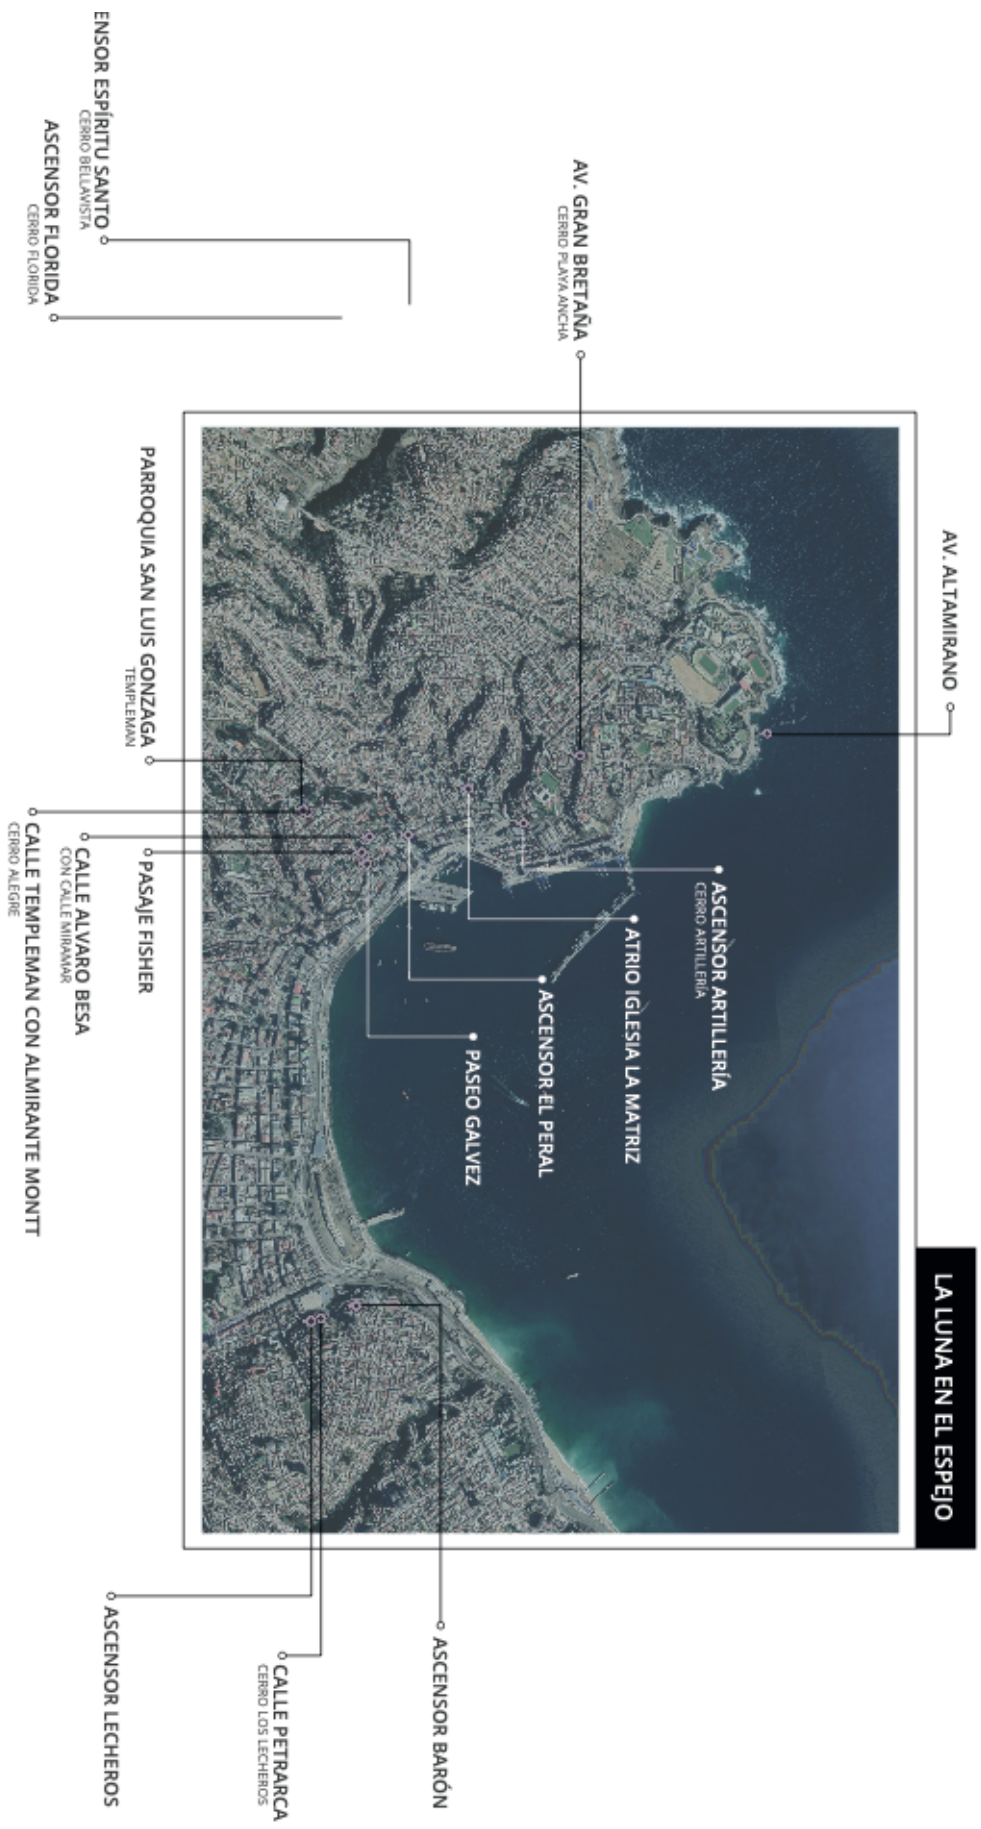 LA LUNA EN EL ESPEJO
AV. ALTAMIRANO
AV. GRAN BRETAÑA
CERRO PLAYA ANCHA
ASCENSOR ARTILLERÍA
CERRO ARTILLERÍA
ATRIO IGLESIA LA MATRIZ
ASCENSOR EL PERAL
PASEO GALVEZ
ENSOR ESPÍRITU SANTO
CERRO BELLAVISTA
ASCENSOR FLORIDA
CERRO FLORIDA
PARROQUIA SAN LUIS GONZAGA
TEMPLEMAN
PASAJE FISHER
CALLE ALVARO BESA
CON CALLE MIRAMAR
CALLE TEMPLEMAN CON ALMIRANTE MONTT
CERRO ALEGRE
ASCENSOR BARÓN
CALLE PETRARCA
CERRO LOS LECHEROS
ASCENSOR LECHEROS